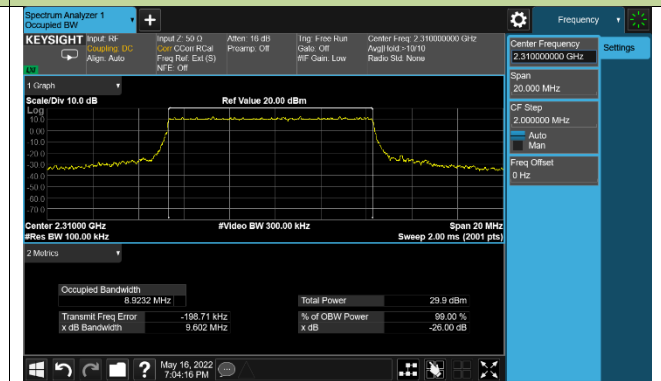 Spectrum Analyzer 1
Occupied BW
+
Frequency
KEYSIGHT
Input: RF
Coupling: DC
Align: Auto
Input Z: 50 Ω
Corr CCorr RCal
Freq Ref: Ext (S)
NFE: Off
Atten: 16 dB
Preamp: Off
Trig: Free Run
Gate: Off
#IF Gain: Low
Center Freq: 2.310000000 GHz
Avg|Hold:>10/10
Radio Std: None
Center Frequency
2.310000000 GHz
Settings
Span
20.000 MHz
CF Step
2.000000 MHz
Auto
Man
Freq Offset
0 Hz
1 Graph
Scale/Div 10.0 dB
Ref Value 20.00 dBm
Log
10.0
0.00
-10.0
-20.0
-30.0
-40.0
-50.0
-60.0
-70.0
Center 2.31000 GHz
#Video BW 300.00 kHz
Span 20 MHz
#Res BW 100.00 kHz
Sweep 2.00 ms (2001 pts)
2 Metrics
Occupied Bandwidth
8.9232 MHz
Total Power
29.9 dBm
Transmit Freq Error
-198.71 kHz
% of OBW Power
99.00 %
x dB Bandwidth
9.602 MHz
x dB
-26.00 dB
?
May 16, 2022
7:04:16 PM